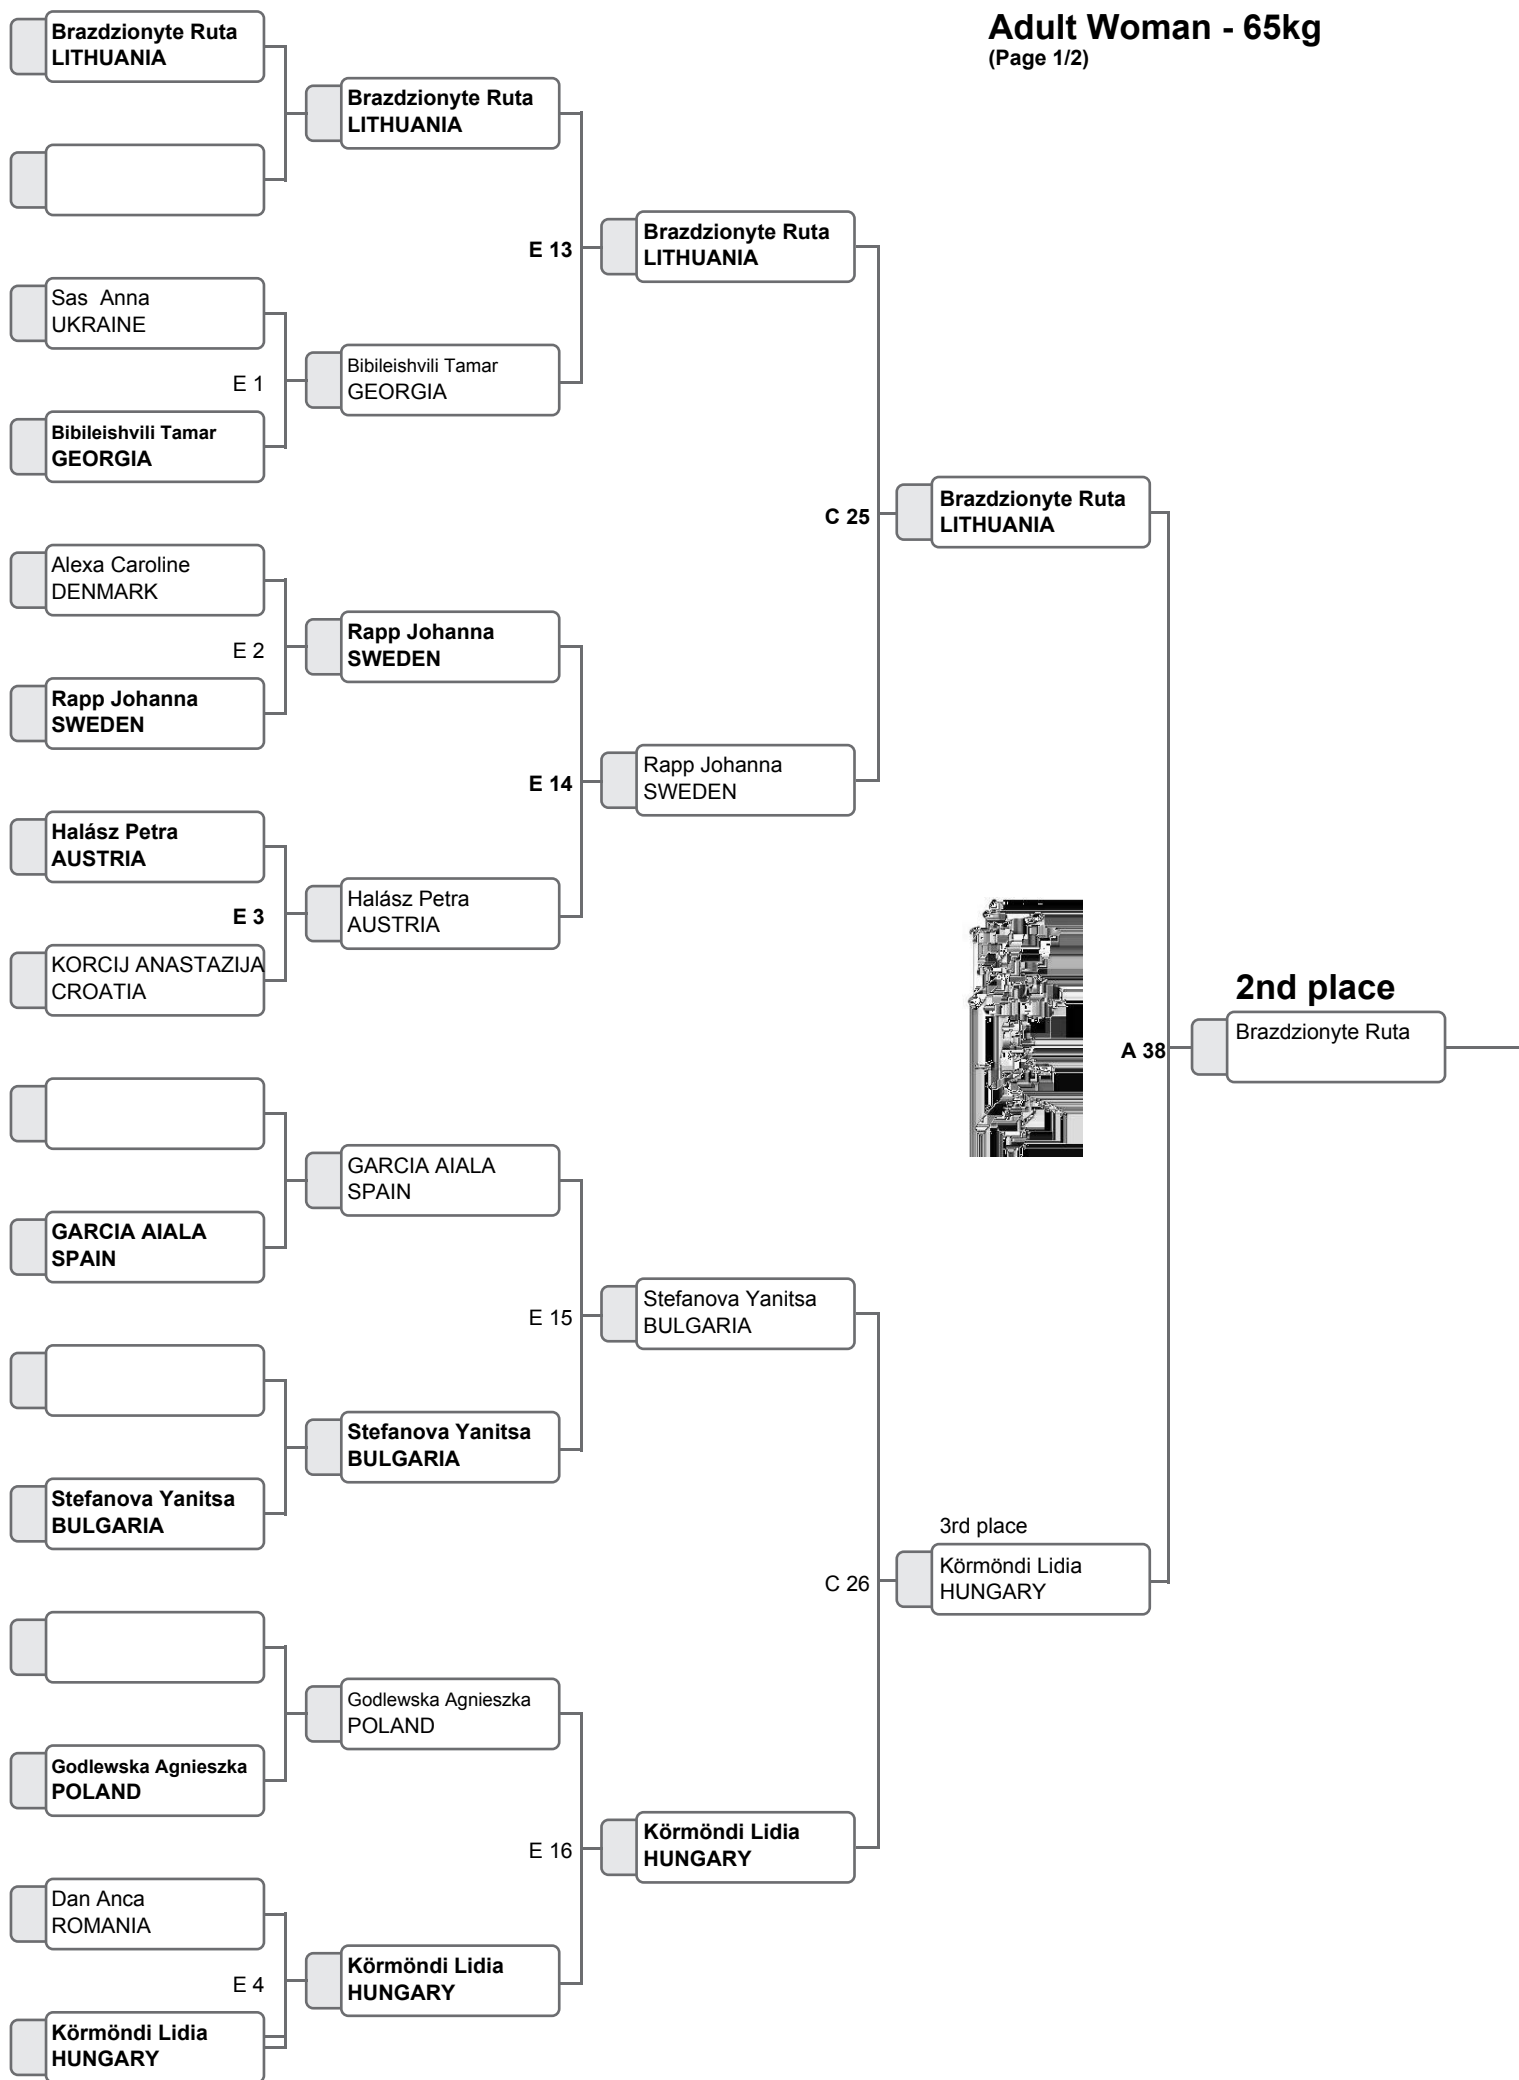 Adult Woman - 65kg
(Page 1/2)
Brazdzionyte Ruta
LITHUANIA
Sas  Anna
UKRAINE
E 1
Bibileishvili Tamar
GEORGIA
Alexa Caroline
DENMARK
E 2
Rapp Johanna
SWEDEN
Halász Petra
AUSTRIA
E 3
KORCIJ ANASTAZIJA
CROATIA
GARCIA AIALA
SPAIN
Stefanova Yanitsa
BULGARIA
Godlewska Agnieszka
POLAND
Dan Anca
ROMANIA
E 4
Körmöndi Lidia
HUNGARY
Brazdzionyte Ruta
LITHUANIA
E 13
Bibileishvili Tamar
GEORGIA
Rapp Johanna
SWEDEN
E 14
Halász Petra
AUSTRIA
GARCIA AIALA
SPAIN
E 15
Stefanova Yanitsa
BULGARIA
Godlewska Agnieszka
POLAND
E 16
Körmöndi Lidia
HUNGARY
Brazdzionyte Ruta
LITHUANIA
C 25
Rapp Johanna
SWEDEN
Stefanova Yanitsa
BULGARIA
C 26
Körmöndi Lidia
HUNGARY
Brazdzionyte Ruta
LITHUANIA
A 38
3rd place
Körmöndi Lidia
HUNGARY
2nd place
Brazdzionyte Ruta